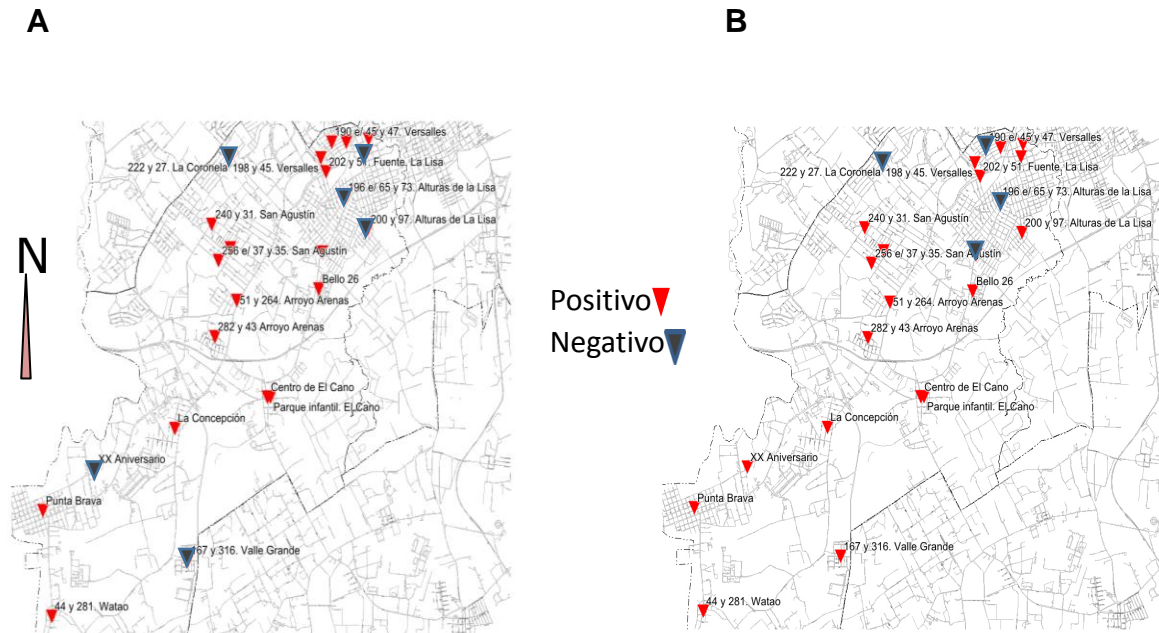 A
B
190 e/ 45 y 47. Versalles
222 y 27. La Coronela
198 y 45. Versalles
202 y 51. Fuente, La Lisa
196 e/ 65 y 73. Alturas de la Lisa
200 y 97. Alturas de La Lisa
240 y 31. San Agustín
256 e/ 37 y 35. San Agustín
Bello 26
51 y 264. Arroyo Arenas
282 y 43 Arroyo Arenas
Centro de El Cano
Parque infantil. El Cano
La Concepción
XX Aniversario
Punta Brava
167 y 316. Valle Grande
44 y 281. Watao
N
Positivo
Negativo
190 e/ 45 y 47. Versalles
222 y 27. La Coronela
198 y 45. Versalles
202 y 51. Fuente, La Lisa
196 e/ 65 y 73. Alturas de la Lisa
200 y 97. Alturas de La Lisa
240 y 31. San Agustín
256 e/ 37 y 35. San Agustín
Bello 26
51 y 264. Arroyo Arenas
282 y 43 Arroyo Arenas
Centro de El Cano
Parque infantil. El Cano
La Concepción
XX Aniversario
Punta Brava
167 y 316. Valle Grande
44 y 281. Watao